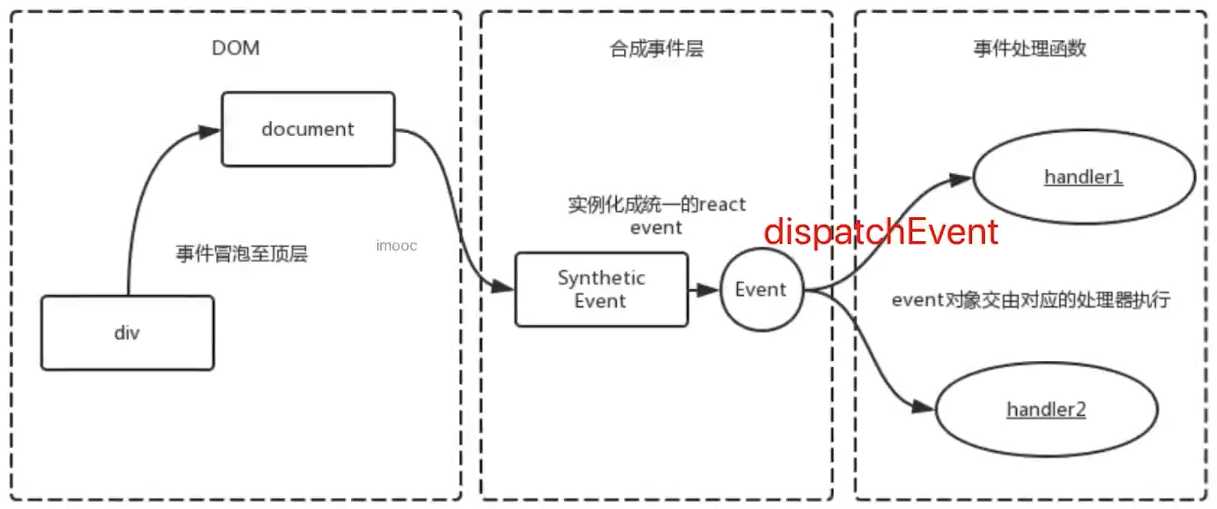 DOM
document
事件冒泡至顶层
imooc
div
合成事件层
实例化成统一的react
event
dispatchEvent
Synthetic
Event
Event
事件处理函数
handler1
event对象交由对应的处理器执行
handler2